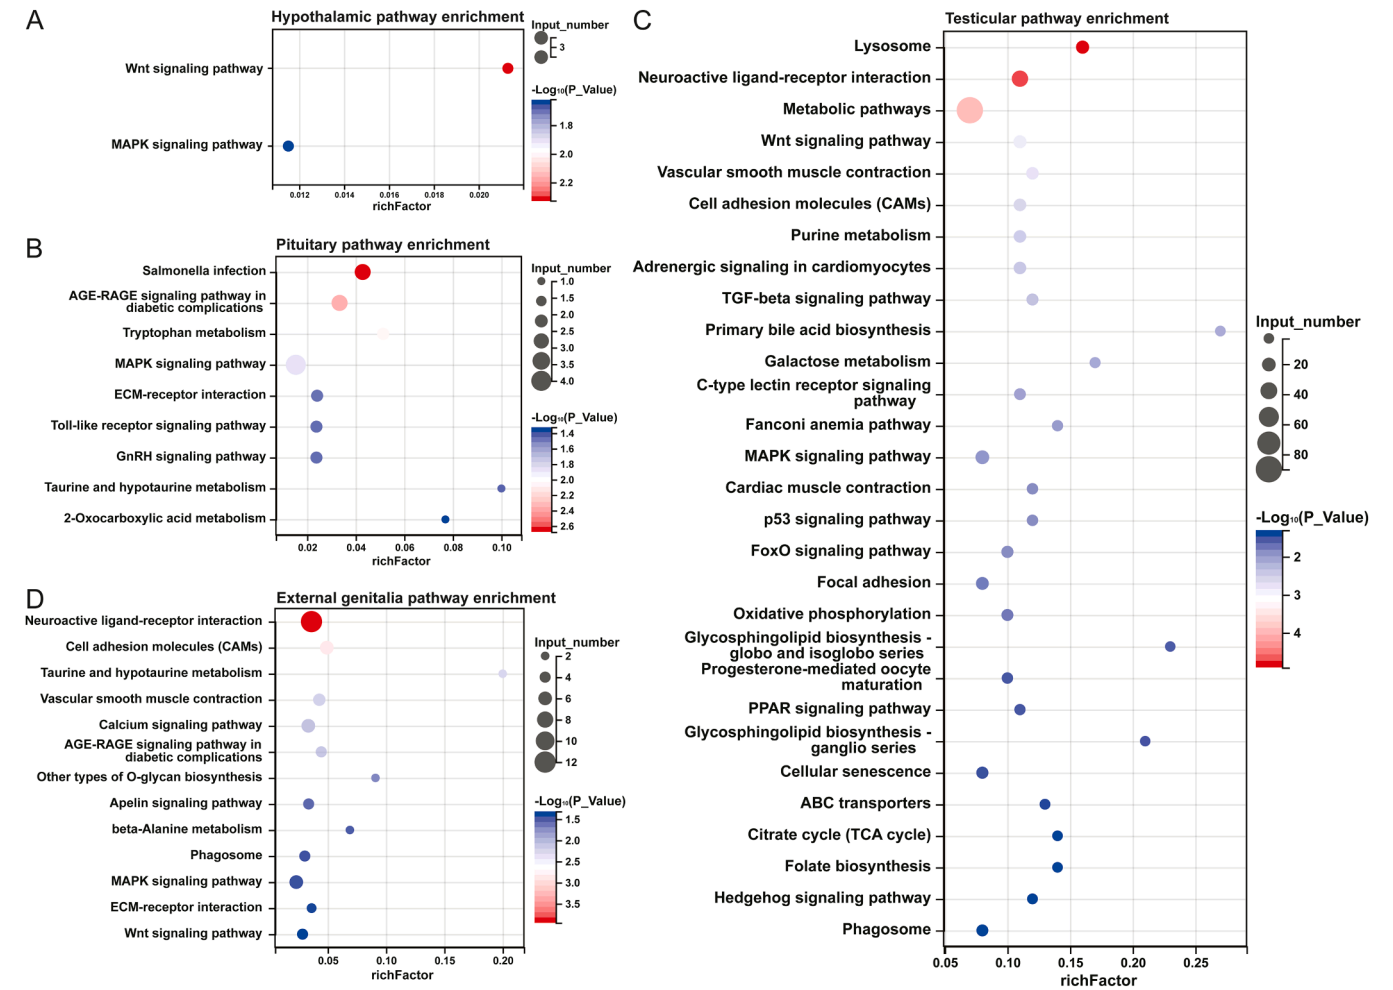 A
Hypothalamic pathway enrichment
Wnt signaling pathway
MAPK signaling pathway
0.012
0.014
0.016
0.018
0.020
richFactor
Input_number
3
-Log₁₀(P_Value)
1.8
2.0
2.2
B
Pituitary pathway enrichment
Salmonella infection
AGE-RAGE signaling pathway in
diabetic complications
Tryptophan metabolism
MAPK signaling pathway
ECM-receptor interaction
Toll-like receptor signaling pathway
GnRH signaling pathway
Taurine and hypotaurine metabolism
2-Oxocarboxylic acid metabolism
0.02
0.04
0.06
0.08
0.10
richFactor
Input_number
1.0
1.5
2.0
2.5
3.0
3.5
4.0
-Log₁₀(P_Value)
1.4
1.6
1.8
2.0
2.2
2.4
2.6
C
Testicular pathway enrichment
Lysosome
Neuroactive ligand-receptor interaction
Metabolic pathways
Wnt signaling pathway
Vascular smooth muscle contraction
Cell adhesion molecules (CAMs)
Purine metabolism
Adrenergic signaling in cardiomyocytes
TGF-beta signaling pathway
Primary bile acid biosynthesis
Galactose metabolism
C-type lectin receptor signaling
pathway
Fanconi anemia pathway
MAPK signaling pathway
Cardiac muscle contraction
p53 signaling pathway
FoxO signaling pathway
Focal adhesion
Oxidative phosphorylation
Glycosphingolipid biosynthesis -
globo and isoglobo series
Progesterone-mediated oocyte
maturation
PPAR signaling pathway
Glycosphingolipid biosynthesis -
ganglio series
Cellular senescence
ABC transporters
Citrate cycle (TCA cycle)
Folate biosynthesis
Hedgehog signaling pathway
Phagosome
0.05
0.10
0.15
0.20
0.25
richFactor
Input_number
20
40
60
80
-Log₁₀(P_Value)
2
3
4
D
External genitalia pathway enrichment
Neuroactive ligand-receptor interaction
Cell adhesion molecules (CAMs)
Taurine and hypotaurine metabolism
Vascular smooth muscle contraction
Calcium signaling pathway
AGE-RAGE signaling pathway in
diabetic complications
Other types of O-glycan biosynthesis
Apelin signaling pathway
beta-Alanine metabolism
Phagosome
MAPK signaling pathway
ECM-receptor interaction
Wnt signaling pathway
0.05
0.10
0.15
0.20
richFactor
Input_number
2
4
6
8
10
12
-Log₁₀(P_Value)
1.5
2.0
2.5
3.0
3.5